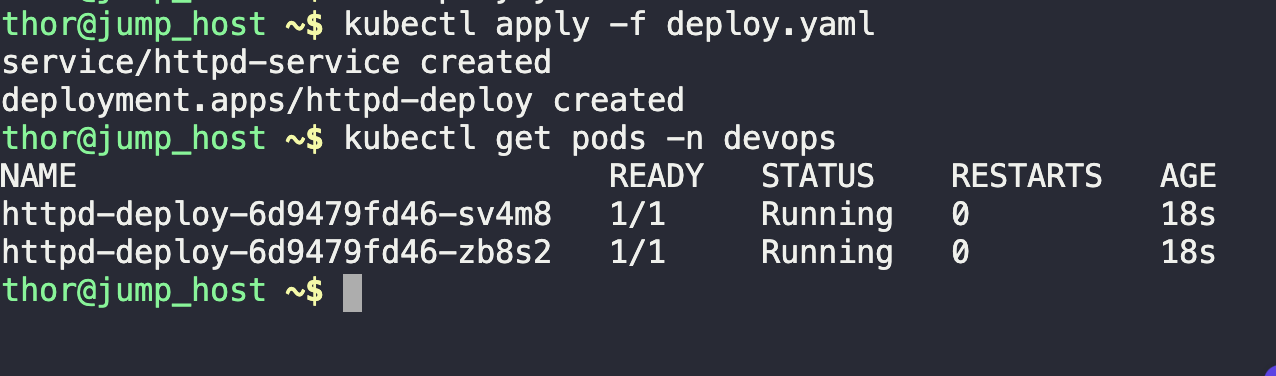 thor@jump_host ~$ kubectl apply -f deploy.yaml
service/httpd-service created
deployment.apps/httpd-deploy created
thor@jump_host ~$ kubectl get pods -n devops
NAME                            READY   STATUS    RESTARTS   AGE
httpd-deploy-6d9479fd46-sv4m8   1/1     Running   0          18s
httpd-deploy-6d9479fd46-zb8s2   1/1     Running   0          18s
thor@jump_host ~$